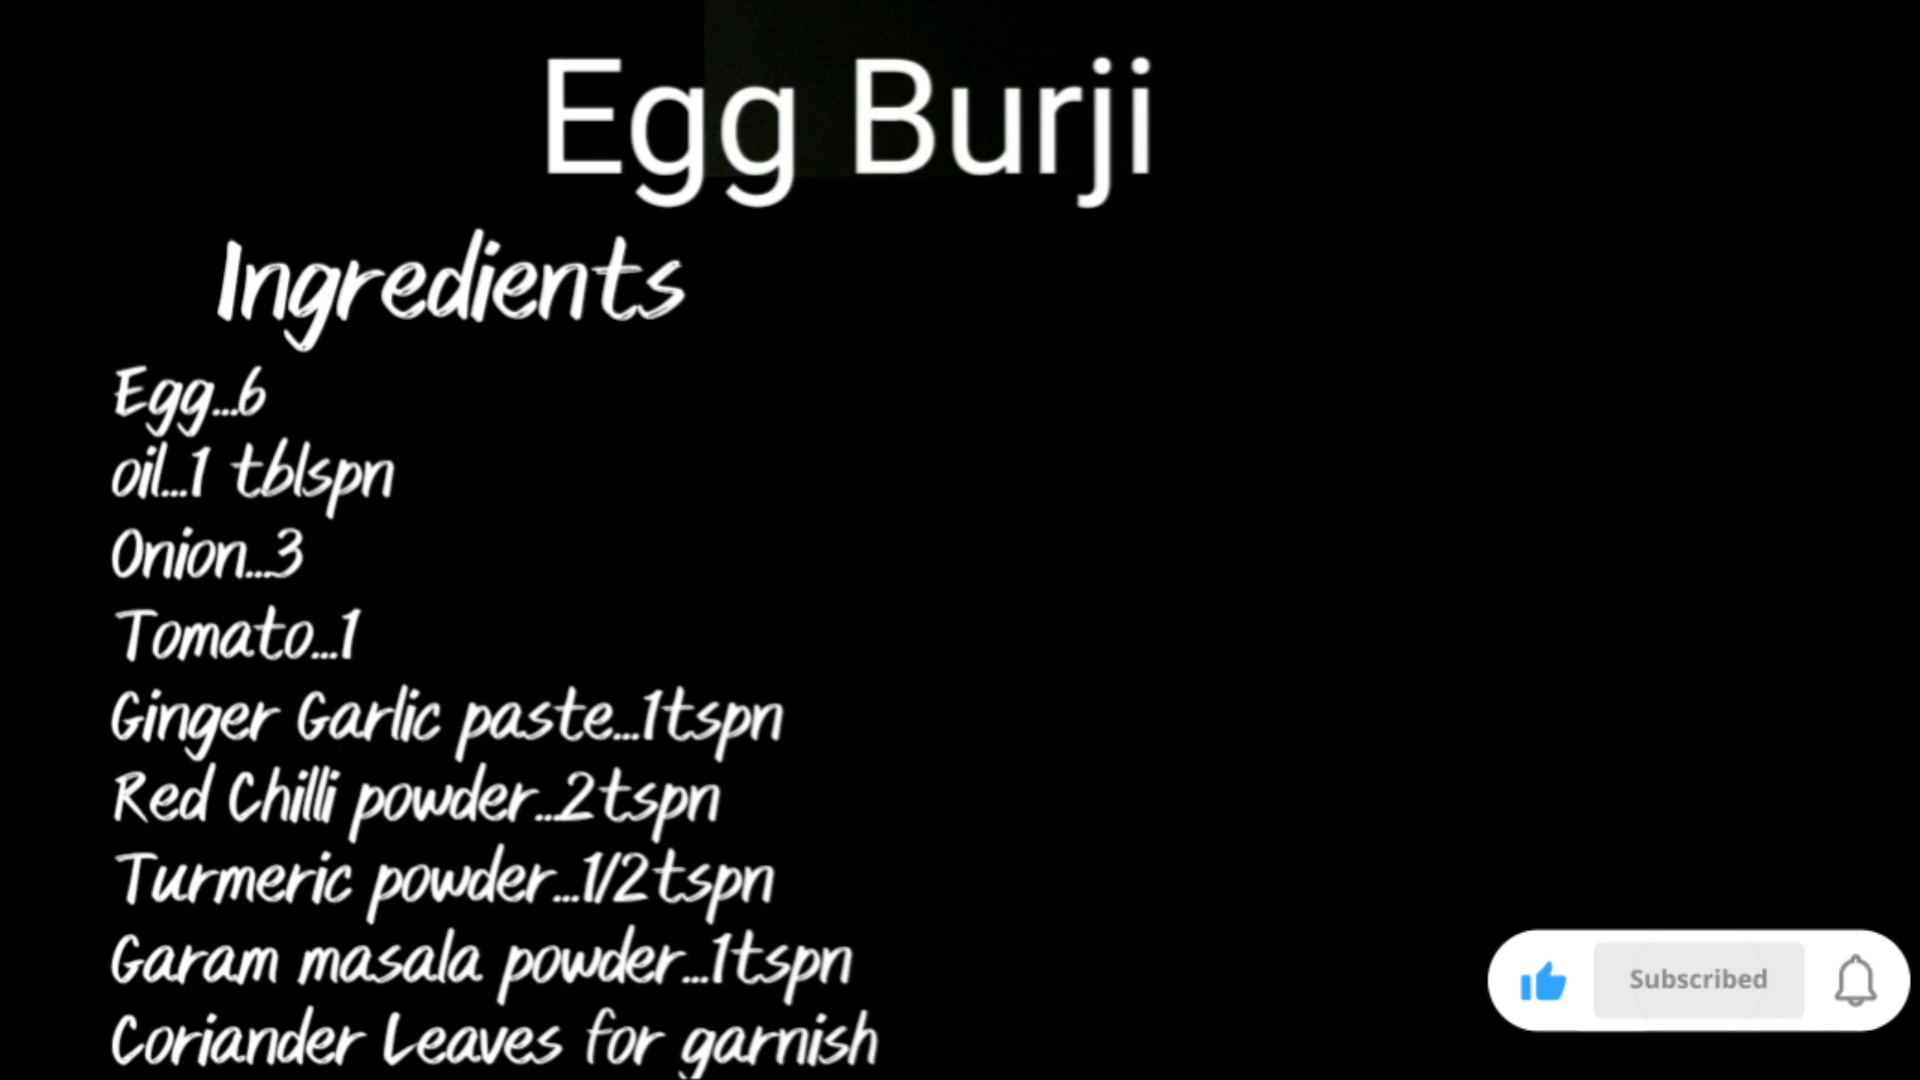 Egg Burji
Ingredients
Egg...6
oil...1 tblspn
Onion...3
Tomato...1
Ginger Garlic paste...1tspn
Red Chilli powder...2tspn
Turmeric powder...1/2tspn
Garam masala powder...1tspn
Coriander Leaves for garnish
Subscribed